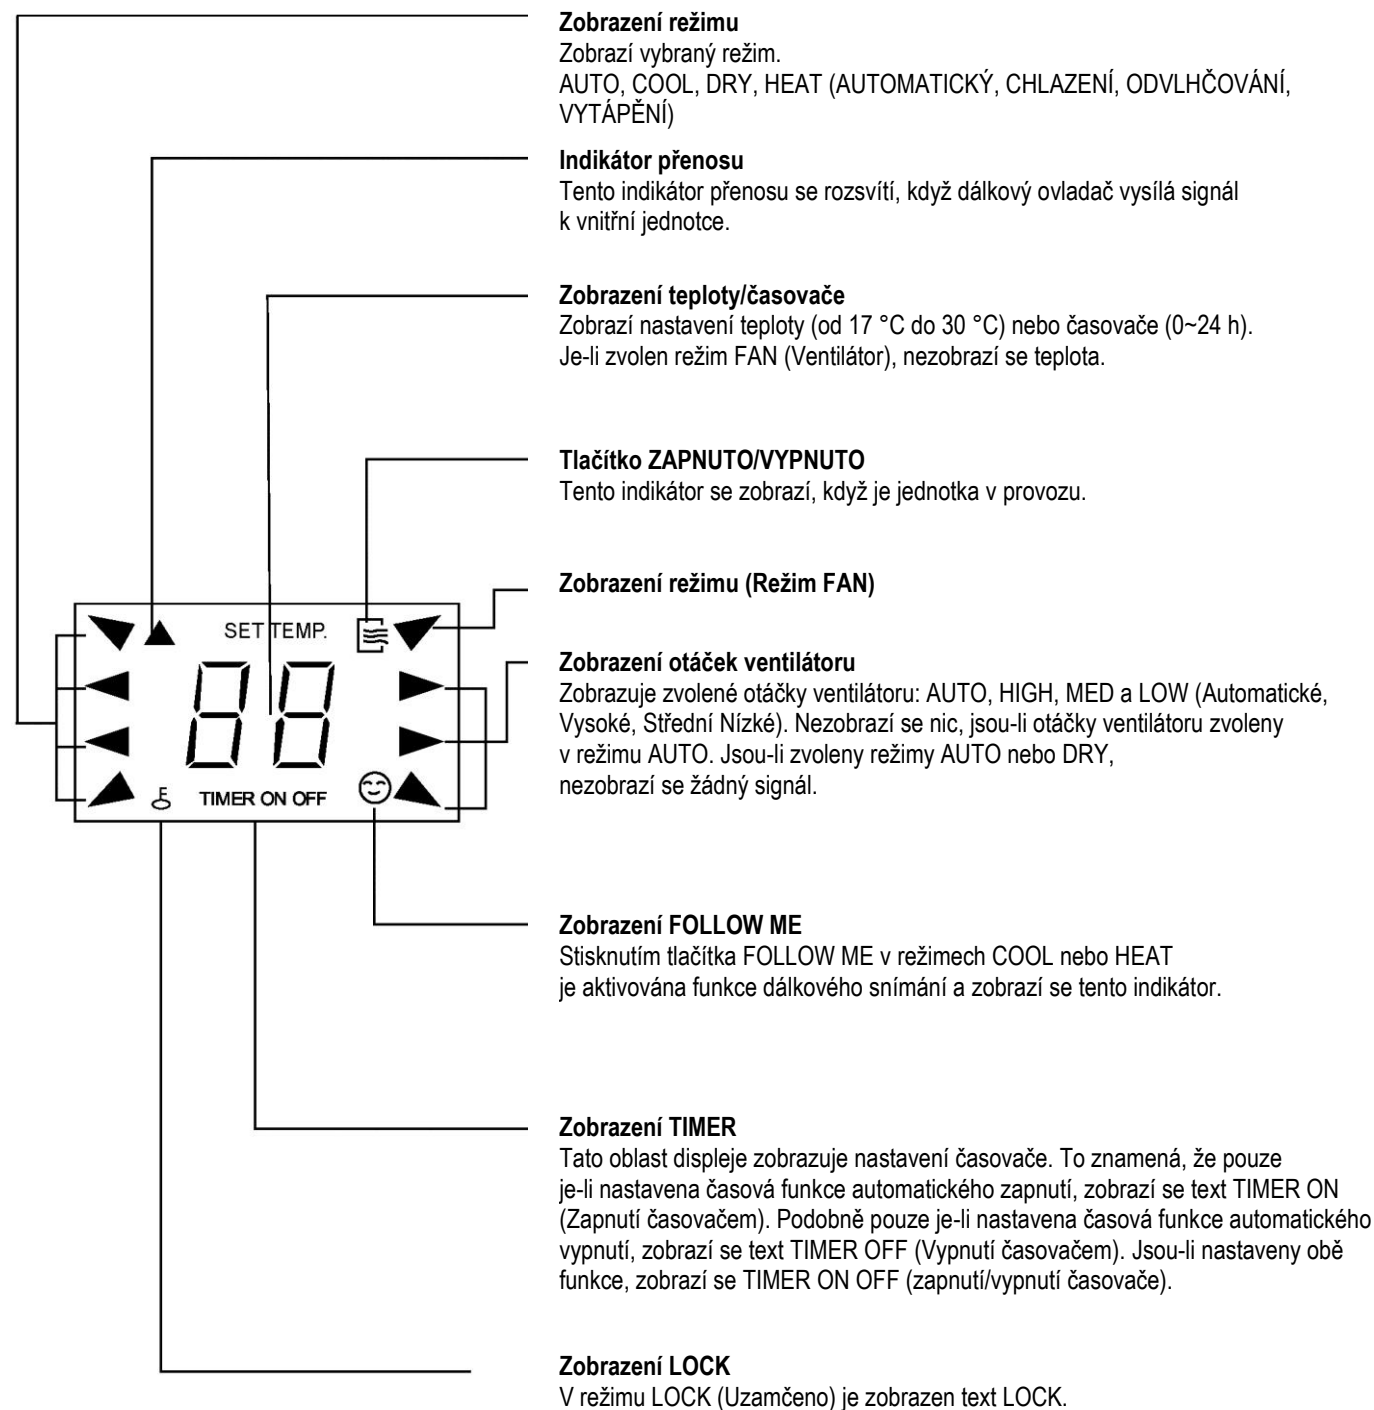 Zobrazení režimu
Zobrazí vybraný režim.
AUTO, COOL, DRY, HEAT (AUTOMATICKÝ, CHLAZENÍ, ODVLHČOVÁNÍ,
VYTÁPĚNÍ)
Indikátor přenosu
Tento indikátor přenosu se rozsvítí, když dálkový ovladač vysílá signál
k vnitřní jednotce.
Zobrazení teploty/časovače
Zobrazí nastavení teploty (od 17 °C do 30 °C) nebo časovače (0~24 h).
Je-li zvolen režim FAN (Ventilátor), nezobrazí se teplota.
Tlačítko ZAPNUTO/VYPNUTO
Tento indikátor se zobrazí, když je jednotka v provozu.
Zobrazení režimu (Režim FAN)
SET TEMP.
88
TIMER ON OFF
Zobrazení otáček ventilátoru
Zobrazuje zvolené otáčky ventilátoru: AUTO, HIGH, MED a LOW (Automatické,
Vysoké, Střední Nízké). Nezobrazí se nic, jsou-li otáčky ventilátoru zvoleny
v režimu AUTO. Jsou-li zvoleny režimy AUTO nebo DRY,
nezobrazí se žádný signál.
Zobrazení FOLLOW ME
Stisknutím tlačítka FOLLOW ME v režimech COOL nebo HEAT
je aktivována funkce dálkového snímání a zobrazí se tento indikátor.
Zobrazení TIMER
Tato oblast displeje zobrazuje nastavení časovače. To znamená, že pouze
je-li nastavena časová funkce automatického zapnutí, zobrazí se text TIMER ON
(Zapnutí časovačem). Podobně pouze je-li nastavena časová funkce automatického
vypnutí, zobrazí se text TIMER OFF (Vypnutí časovačem). Jsou-li nastaveny obě
funkce, zobrazí se TIMER ON OFF (zapnutí/vypnutí časovače).
Zobrazení LOCK
V režimu LOCK (Uzamčeno) je zobrazen text LOCK.